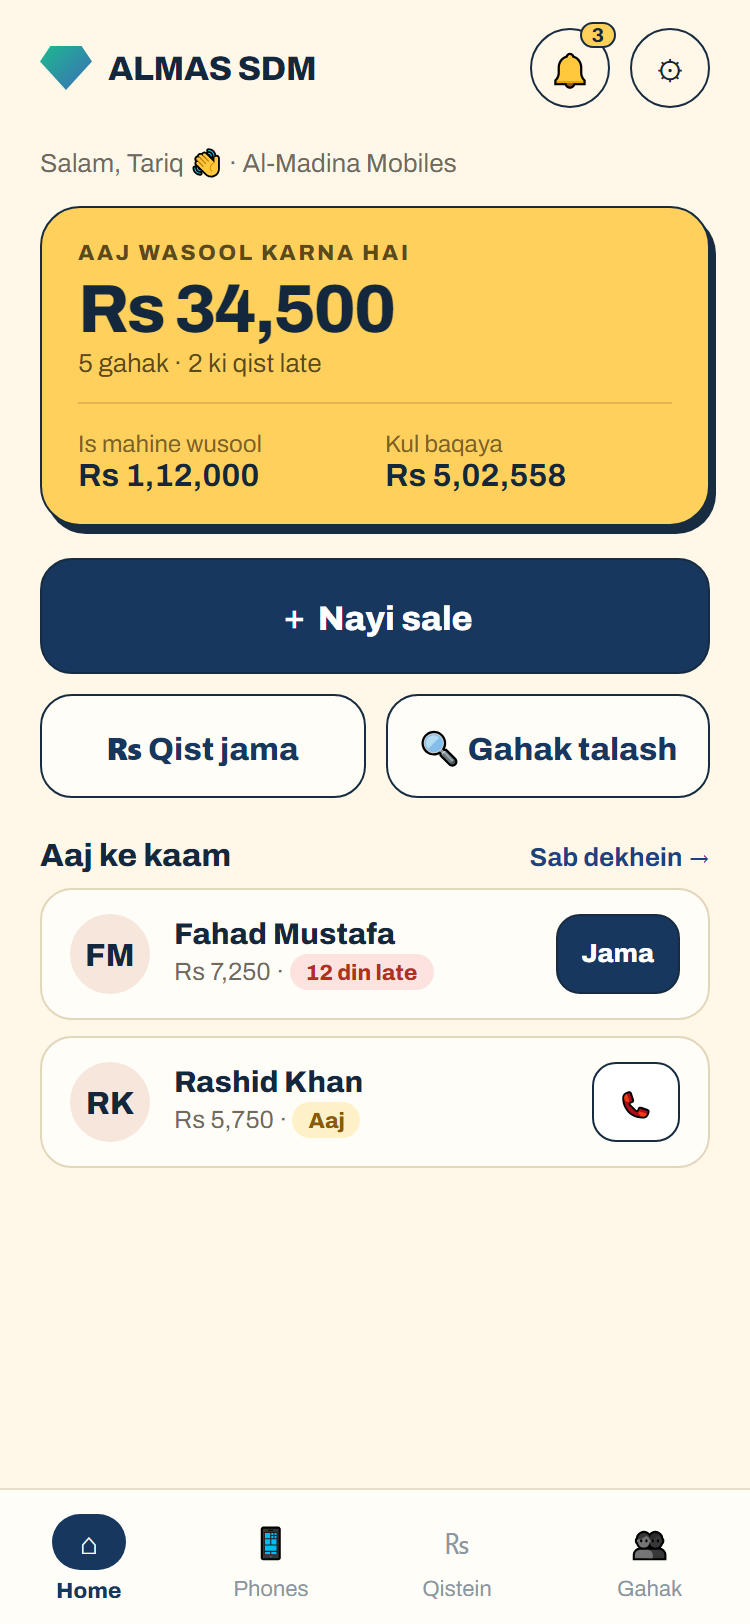 ALMAS SDM
3
Salam, Tariq 👋 · Al-Madina Mobiles
AAJ WASOOL KARNA HAI
Rs 34,500
5 gahak · 2 ki qist late
Is mahine wusool
Rs 1,12,000
Kul baqaya
Rs 5,02,558
+ Nayi sale
₨ Qist jama
🔍 Gahak talash
Aaj ke kaam
Sab dekhein →
FM
Fahad Mustafa
Rs 7,250 · 12 din late
Jama
RK
Rashid Khan
Rs 5,750 · Aaj
Home
Phones
₨
Qistein
Gahak